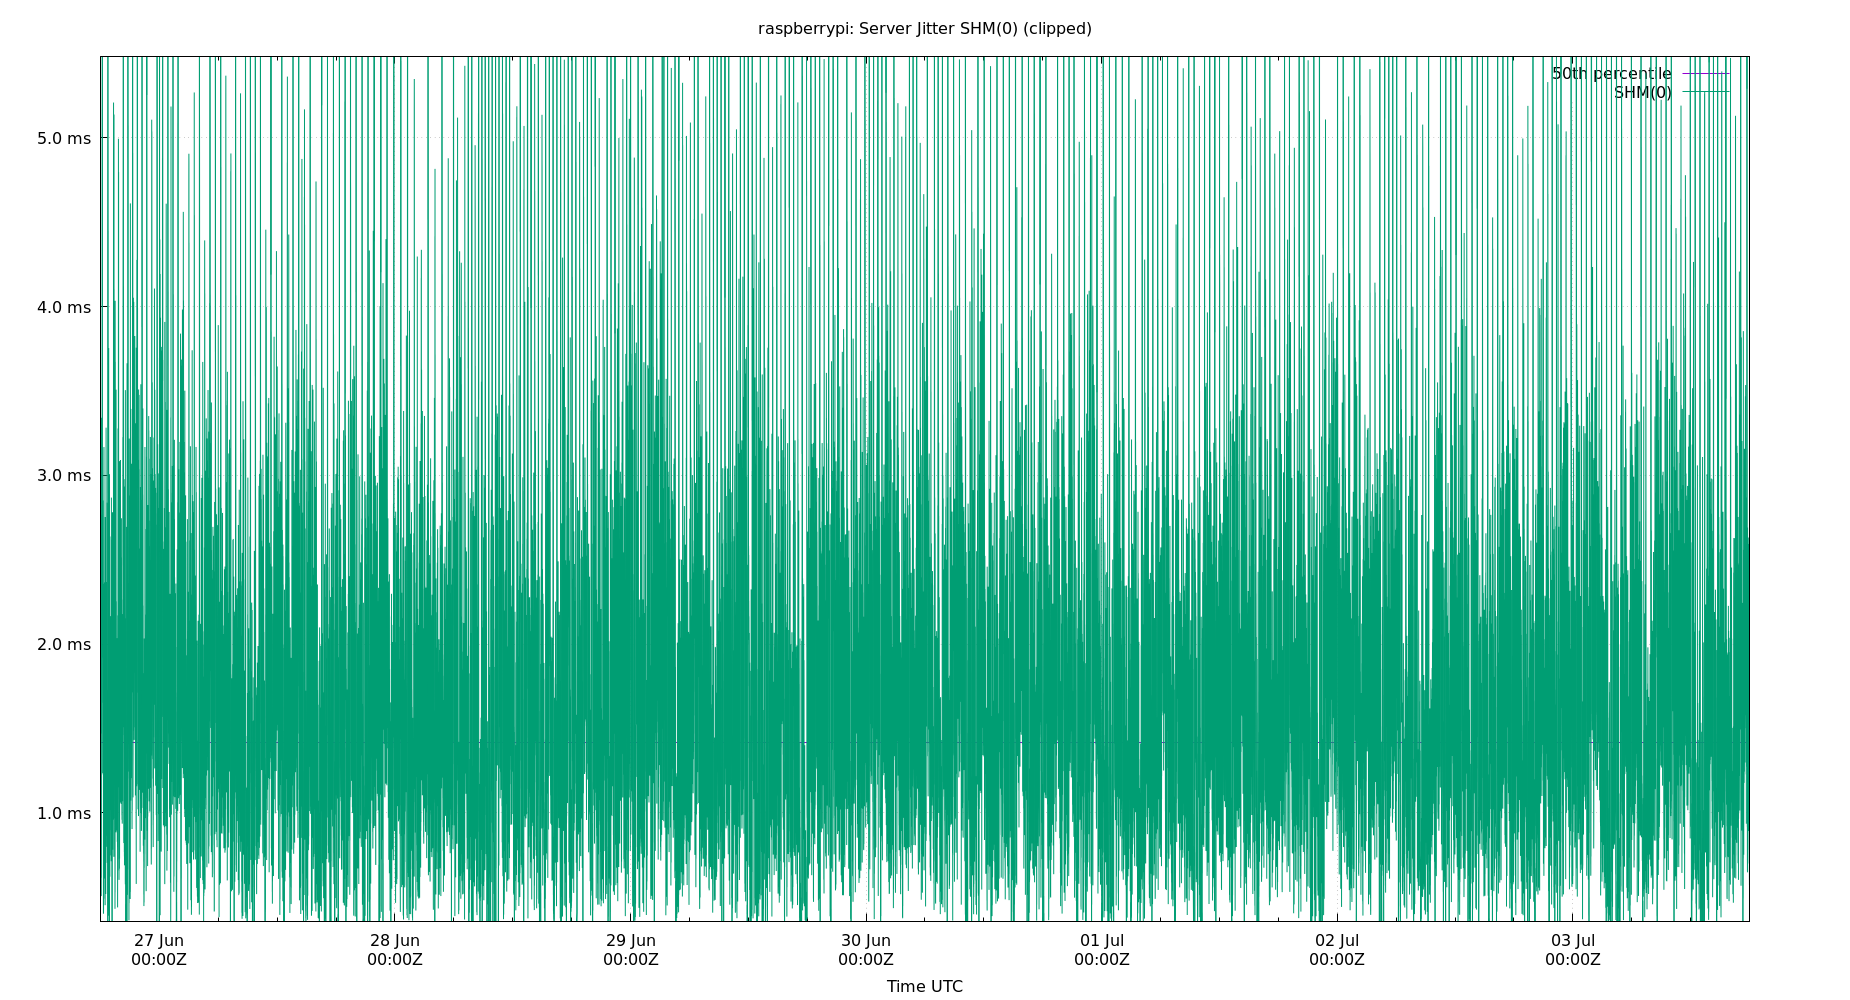 raspberrypi: Server Jitter SHM(0) (clipped)
50th percentile
SHM(0)
5.0 ms
4.0 ms
3.0 ms
2.0 ms
1.0 ms
27 Jun 28 Jun 29 Jun 30 Jun 01 Jul 02 Jul 03 Jul
00:00Z 00:00Z 00:00Z 00:00Z 00:00Z 00:00Z 00:00Z
Time UTC